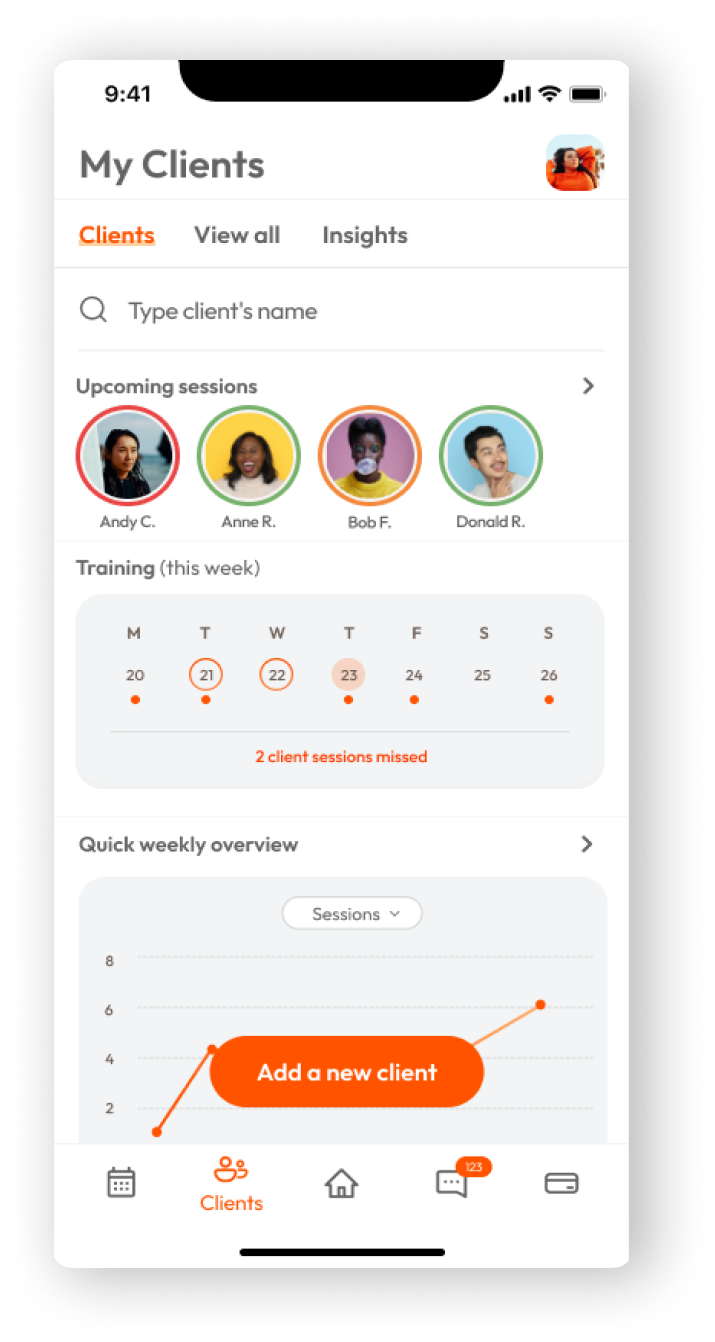 9:41
My Clients
Clients View all Insights
Type client's name
Upcoming sessions
Andy C. Anne R. Bob F. Donald R.
Training (this week)
M T W T F S S
20 21 22 23 24 25 26
2 client sessions missed
Quick weekly overview
Sessions
8
6
4
Add a new client
2
123
Clients